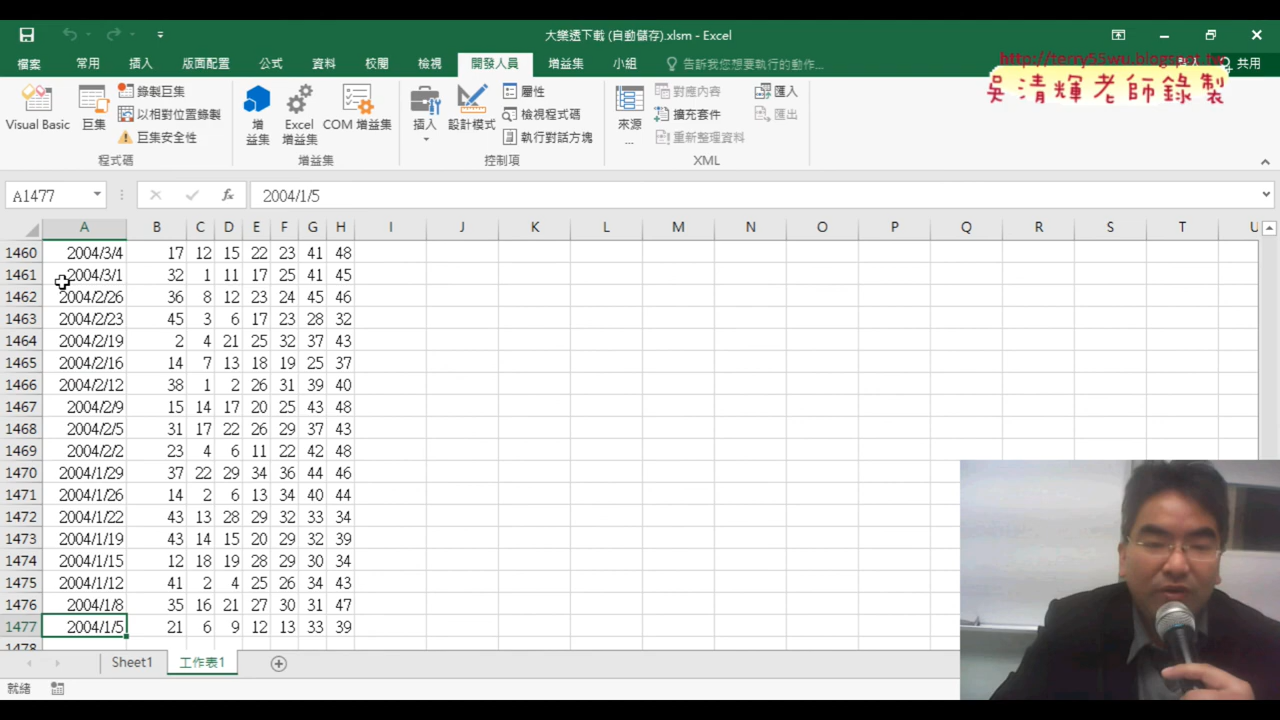 大樂透下載 (自動儲存).xlsm - Excel
檔案 常用 插入 版面配置 公式 資料 校閱 檢視 開發人員 增益集 小組 告訴我您想要執行的動作... 共用
http://terry55wu.blogspot.tw
吳清輝老師錄製
Visual Basic 巨集 錄製巨集 以相對位置錄製 巨集安全性 增益集 Excel 增益集 COM 增益集 插入 設計模式 屬性 檢視程式碼 執行對話方塊 來源... 對應內容 擴充套件 重新整理資料 匯入 匯出
程式碼 增益集 控制項 XML
A1477 fx 2004/1/5
A B C D E F G H I J K L M N O P Q R S T U
1460 2004/3/4 17 12 15 22 23 41 48
1461 2004/3/1 32 1 11 17 25 41 45
1462 2004/2/26 36 8 12 23 24 45 46
1463 2004/2/23 45 3 6 17 23 28 32
1464 2004/2/19 2 4 21 25 32 37 43
1465 2004/2/16 14 7 13 18 19 25 37
1466 2004/2/12 38 1 2 26 31 39 40
1467 2004/2/9 15 14 17 20 25 43 48
1468 2004/2/5 31 17 22 26 29 37 43
1469 2004/2/2 23 4 6 11 22 42 48
1470 2004/1/29 37 22 29 34 36 44 46
1471 2004/1/26 14 2 6 13 34 40 44
1472 2004/1/22 43 13 28 29 32 33 34
1473 2004/1/19 43 14 15 20 29 32 39
1474 2004/1/15 12 18 19 28 29 30 34
1475 2004/1/12 41 2 4 25 26 34 43
1476 2004/1/8 35 16 21 27 30 31 47
1477 2004/1/5 21 6 9 12 13 33 39
1478
Sheet1 工作表1
就緒